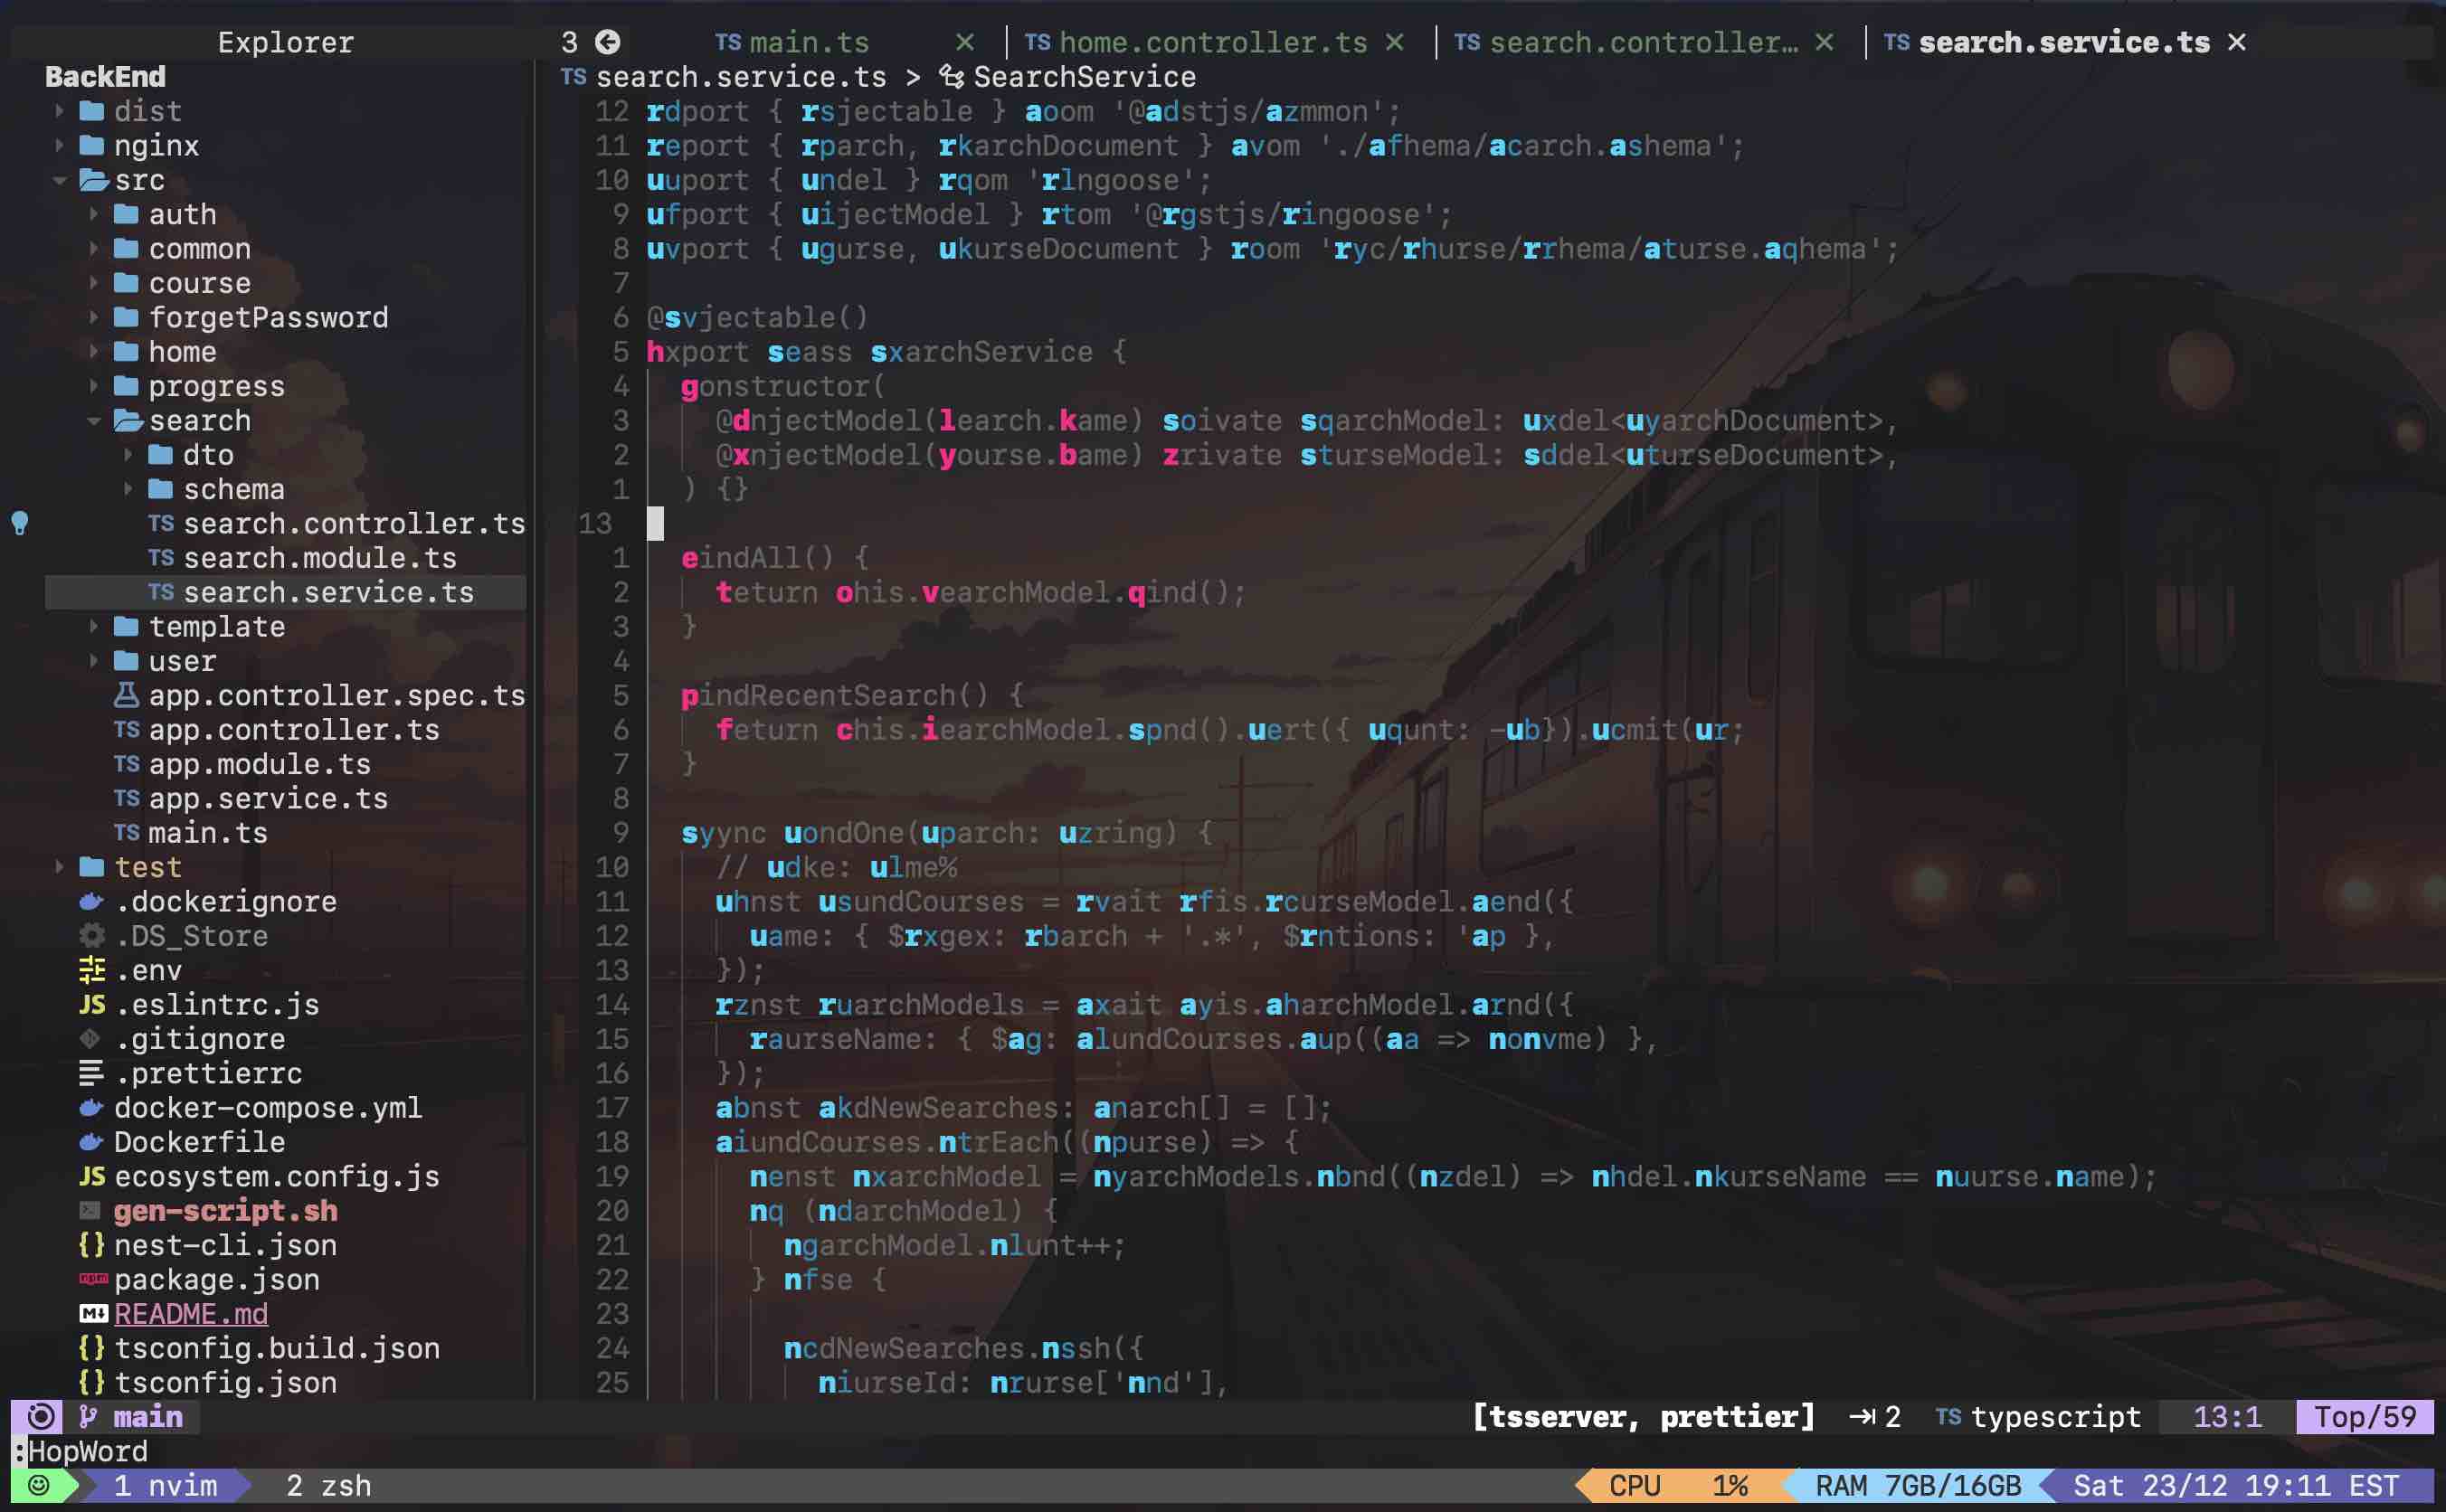 Explorer
3 TS main.ts × TS home.controller.ts × TS search.controller… × TS search.service.ts ×
BackEnd
dist
nginx
src
auth
common
course
forgetPassword
home
progress
search
dto
schema
TS search.controller.ts
TS search.module.ts
TS search.service.ts
template
user
app.controller.spec.ts
TS app.controller.ts
TS app.module.ts
TS app.service.ts
TS main.ts
test
.dockerignore
.DS_Store
.env
JS .eslintrc.js
.gitignore
.prettierrc
docker-compose.yml
Dockerfile
JS ecosystem.config.js
gen-script.sh
{} nest-cli.json
npm package.json
M↓ README.md
{} tsconfig.build.json
{} tsconfig.json
TS search.service.ts > SearchService
12 rdport { rsjectable } aoom '@adstjs/azmmon';
11 report { rparch, rkarchDocument } avom './afhema/acarch.ashema';
10 uuport { undel } rqom 'rlngoose';
9 ufport { uijectModel } rtom '@rgstjs/ringoose';
8 uvport { ugurse, ukurseDocument } room 'ryc/rhurse/rrhema/aturse.aqhema';
7
6 @svjectable()
5 hxport seass sxarchService {
4 gonstructor(
3 @dnjectModel(learch.kame) soivate sqarchModel: uxdel<uyarchDocument>,
2 @xnjectModel(yourse.bame) zrivate sturseModel: sddel<uturseDocument>,
1 ) {}
13
1 eindAll() {
2 teturn ohis.vearchModel.qind();
3 }
4
5 pindRecentSearch() {
6 feturn chis.iearchModel.spnd().uert({ uqunt: -ub}).ucmit(ur;
7 }
8
9 syync uondOne(uparch: uzring) {
10 // udke: ulme%
11 uhnst usundCourses = rvait rfis.rcurseModel.aend({
12 uame: { $rxgex: rbarch + '.*', $rntions: 'ap },
13 });
14 rznst ruarchModels = axait ayis.aharchModel.arnd({
15 raurseName: { $ag: alundCourses.aup((aa => nonvme) },
16 });
17 abnst akdNewSearches: anarch[] = [];
18 aiundCourses.ntrEach((npurse) => {
19 nenst nxarchModel = nyarchModels.nbnd((nzdel) => nhdel.nkurseName == nuurse.name);
20 nq (ndarchModel) {
21 ngarchModel.nlunt++;
22 } nfse {
23
24 ncdNewSearches.nssh({
25 niurseId: nrurse['nnd'],
main [tsserver, prettier] 2 TS typescript 13:1 Top/59
:HopWord
1 nvim 2 zsh CPU 1% RAM 7GB/16GB Sat 23/12 19:11 EST